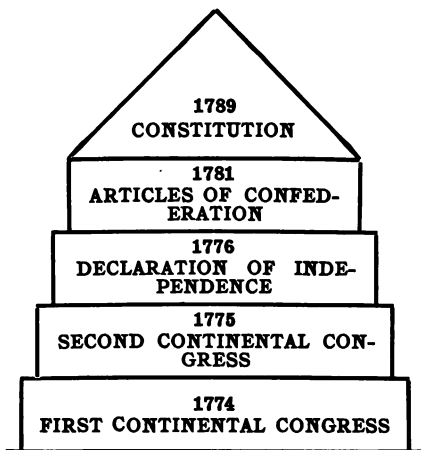 1789
CONSTITUTION
1781
ARTICLES OF CONFED-
ERATION
1776
DECLARATION OF INDE-
PENDENCE
1775
SECOND CONTINENTAL CON-
GRESS
1774
FIRST CONTINENTAL CONGRESS